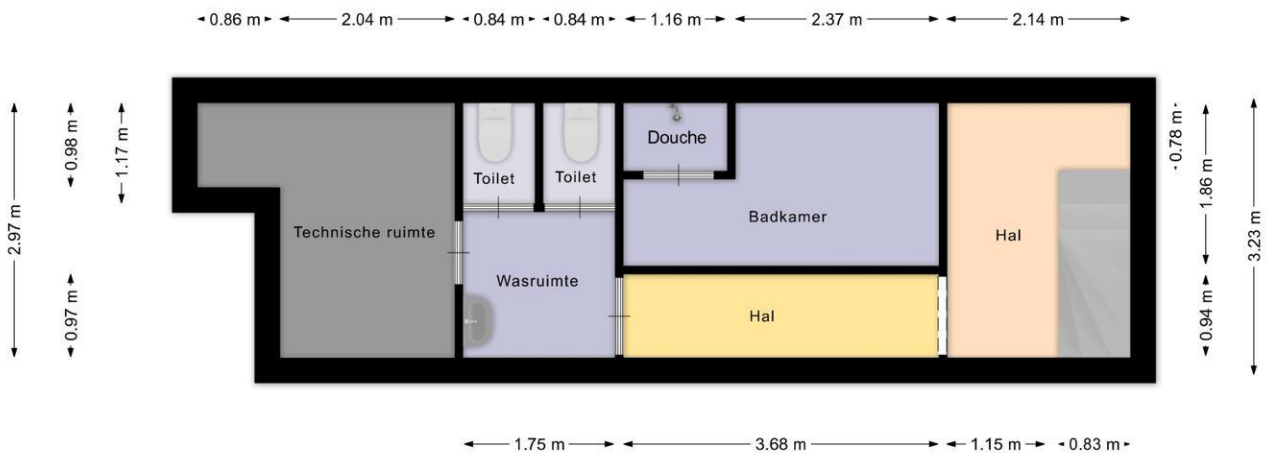 0.86 m 2.04 m 0.84 m 0.84 m 1.16 m 2.37 m 2.14 m
2.97 m
0.98 m
1.17 m
0.97 m
Technische ruimte
Toilet
Toilet
Douche
Badkamer
Wasruimte
Hal
Hal
0.78 m
1.86 m
0.94 m
3.23 m
1.75 m 3.68 m 1.15 m 0.83 m